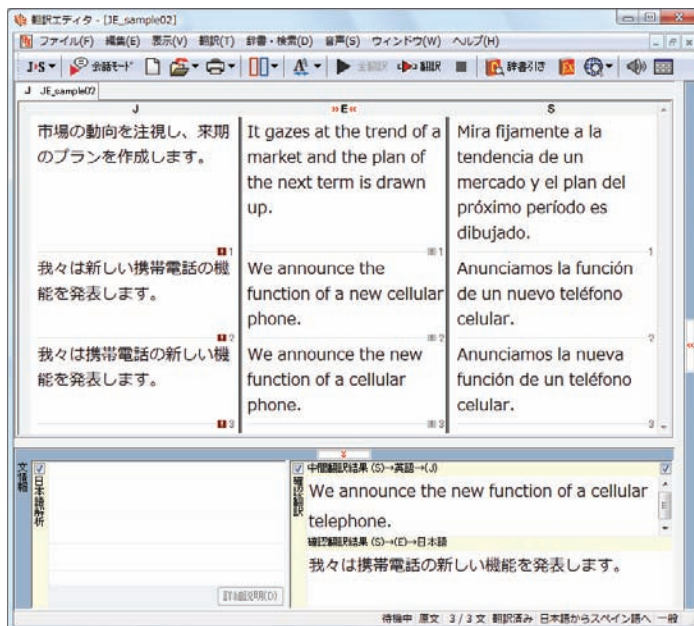 翻訳エディタ - [JE_sample02]
ファイル(F) 編集(E) 表示(V) 翻訳(T) 辞書・検索(D) 音声(S) ウィンドウ(W) ヘルプ(H)
J▸S 会話モード 全翻訳 翻訳 辞書引き
J JE_sample02
J »E« S
市場の動向を注視し、来期
のプランを作成します。
1
It gazes at the trend of a
market and the plan of
the next term is drawn
up.
1
Mira fijamente a la
tendencia de un
mercado y el plan del
próximo período es
dibujado.
1
我々は新しい携帯電話の機
能を発表します。
2
We announce the
function of a new cellular
phone.
2
Anunciamos la función
de un nuevo teléfono
celular.
2
我々は携帯電話の新しい機
能を発表します。
3
We announce the new
function of a cellular
phone.
3
Anunciamos la nueva
función de un teléfono
celular.
3
文情報
日本語解析
詳細説明(D)
確認翻訳
中間翻訳結果 (S)→英語→(J)
We announce the new function of a cellular
telephone.
確認翻訳結果 (S)→(E)→日本語
我々は携帯電話の新しい機能を発表します。
待機中 原文 3 / 3 文 翻訳済み 日本語からスペイン語へ 一般